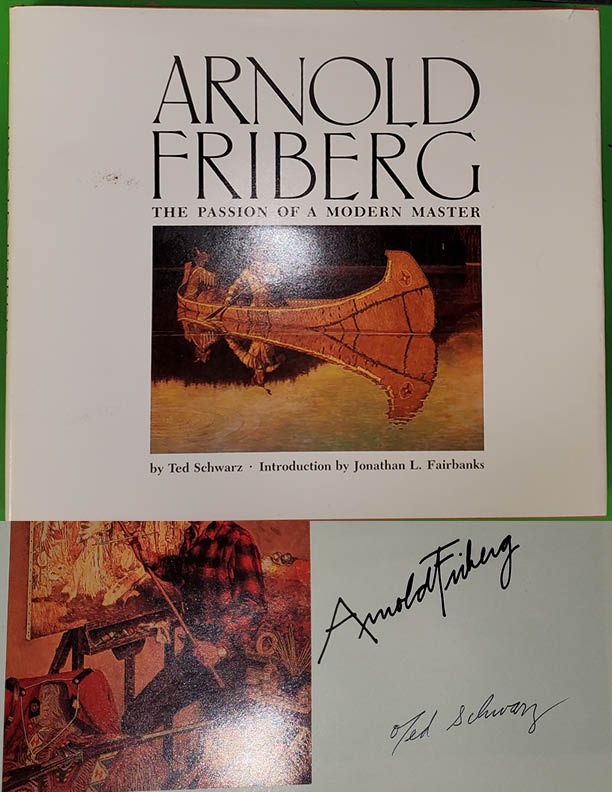 ARNOLD
FRIBERG
THE PASSION OF A MODERN MASTER
by Ted Schwarz · Introduction by Jonathan L. Fairbanks
Arnold Friberg
Ted Schwarz